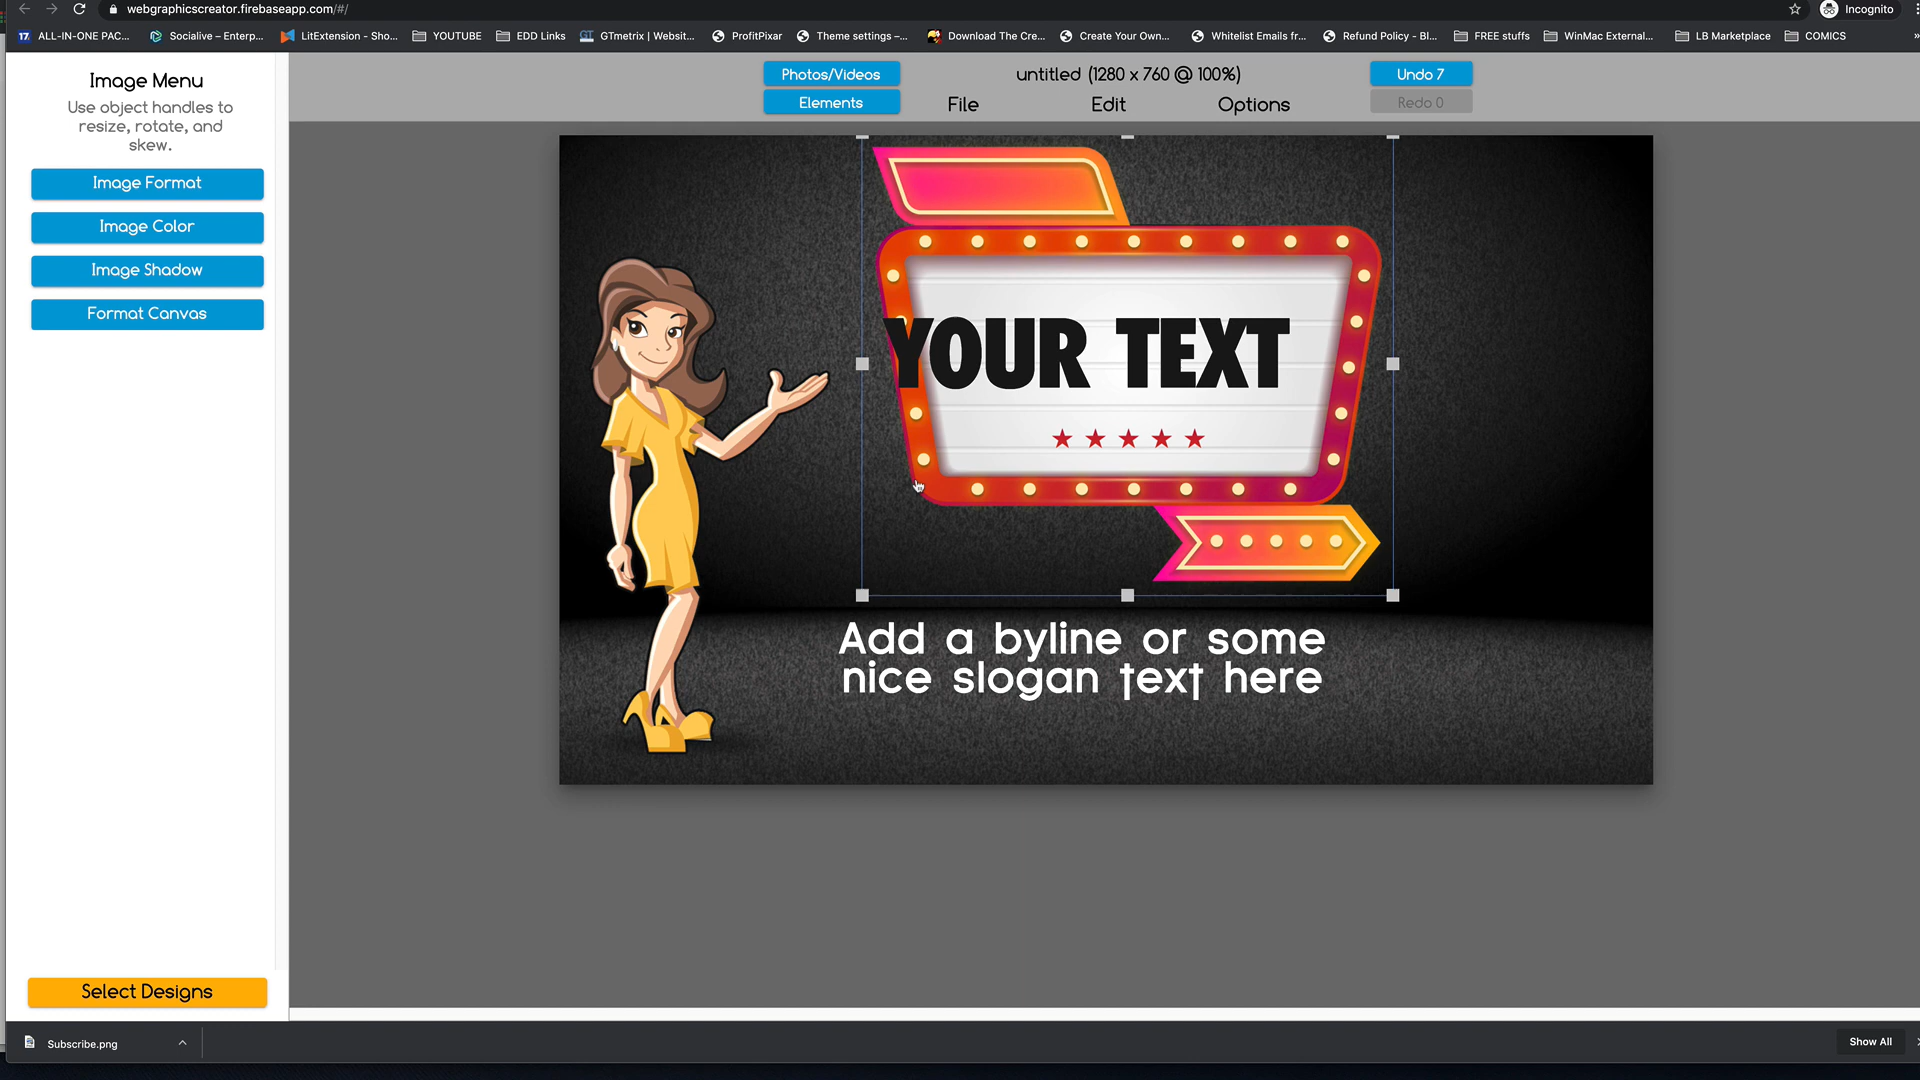 webgraphicscreator.firebaseapp.com/#/
Incognito
17 ALL-IN-ONE PAC...
Socialive – Enterp...
LitExtension - Sho...
YOUTUBE
EDD Links
GT GTmetrix | Websit...
ProfitPixar
Theme settings –...
Download The Cre...
Create Your Own...
Whitelist Emails fr...
Refund Policy - Bl...
FREE stuffs
WinMac External...
LB Marketplace
COMICS
»
Image Menu
Use object handles to
resize, rotate, and
skew.
Image Format
Image Color
Image Shadow
Format Canvas
Select Designs
Photos/Videos
Elements
untitled (1280 x 760 @ 100%)
File
Edit
Options
Undo 7
Redo 0
YOUR TEXT
Add a byline or some
nice slogan text here
Subscribe.png
Show All